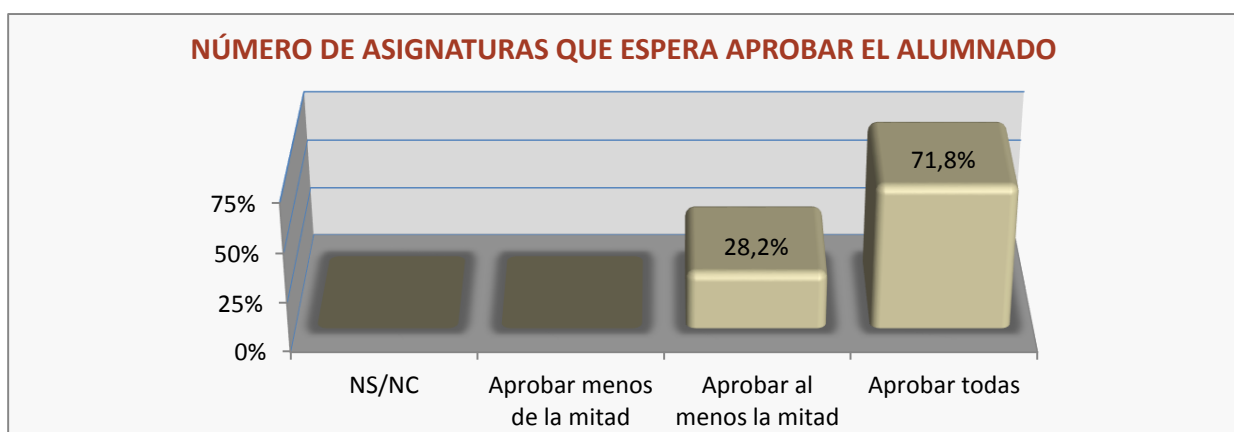 NÚMERO DE ASIGNATURAS QUE ESPERA APROBAR EL ALUMNADO
71,8%
28,2%
75%
50%
25%
0%
NS/NC
Aprobar menos
de la mitad
Aprobar al
menos la mitad
Aprobar todas